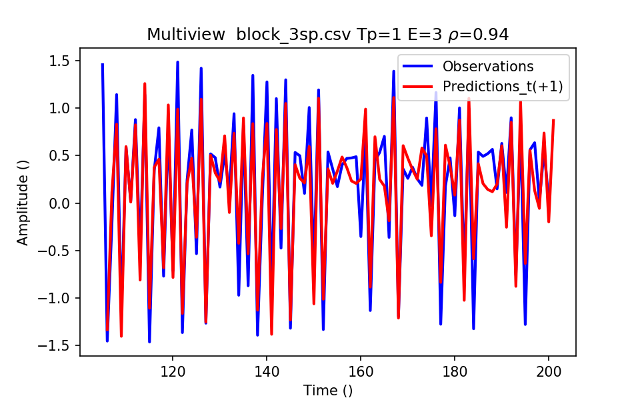 Multiview  block_3sp.csv Tp=1 E=3 ρ=0.94
Observations
Predictions_t(+1)
Amplitude ()
1.5
1.0
0.5
0.0
−0.5
−1.0
−1.5
120
140
160
180
200
Time ()